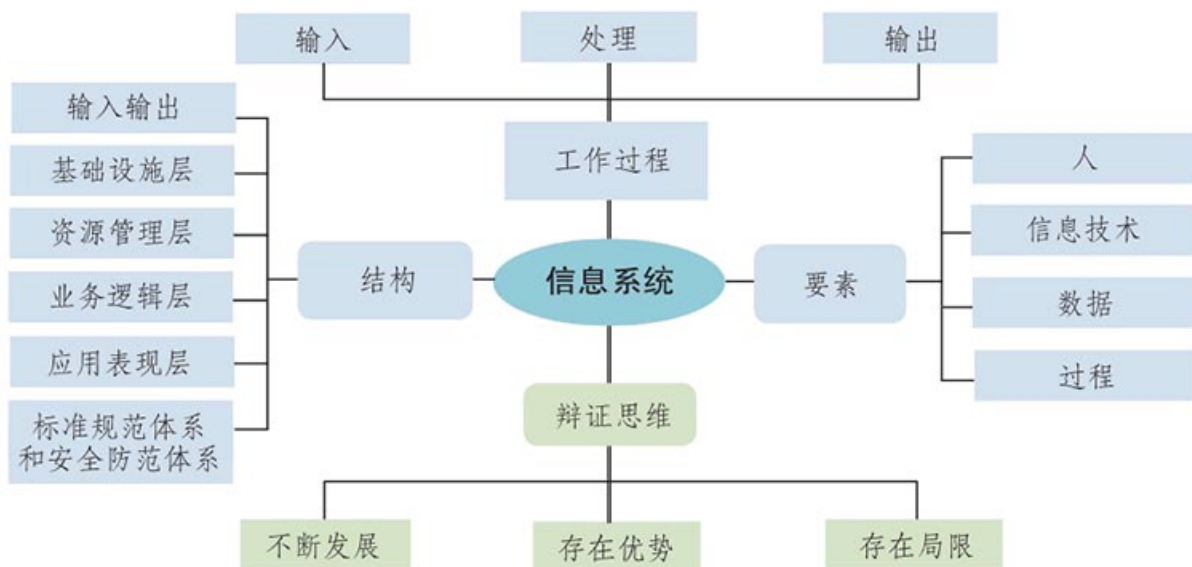 输入
处理
输出
工作过程
输入输出
基础设施层
资源管理层
业务逻辑层
应用表现层
标准规范体系
和安全防范体系
结构
信息系统
要素
人
信息技术
数据
过程
辩证思维
不断发展
存在优势
存在局限